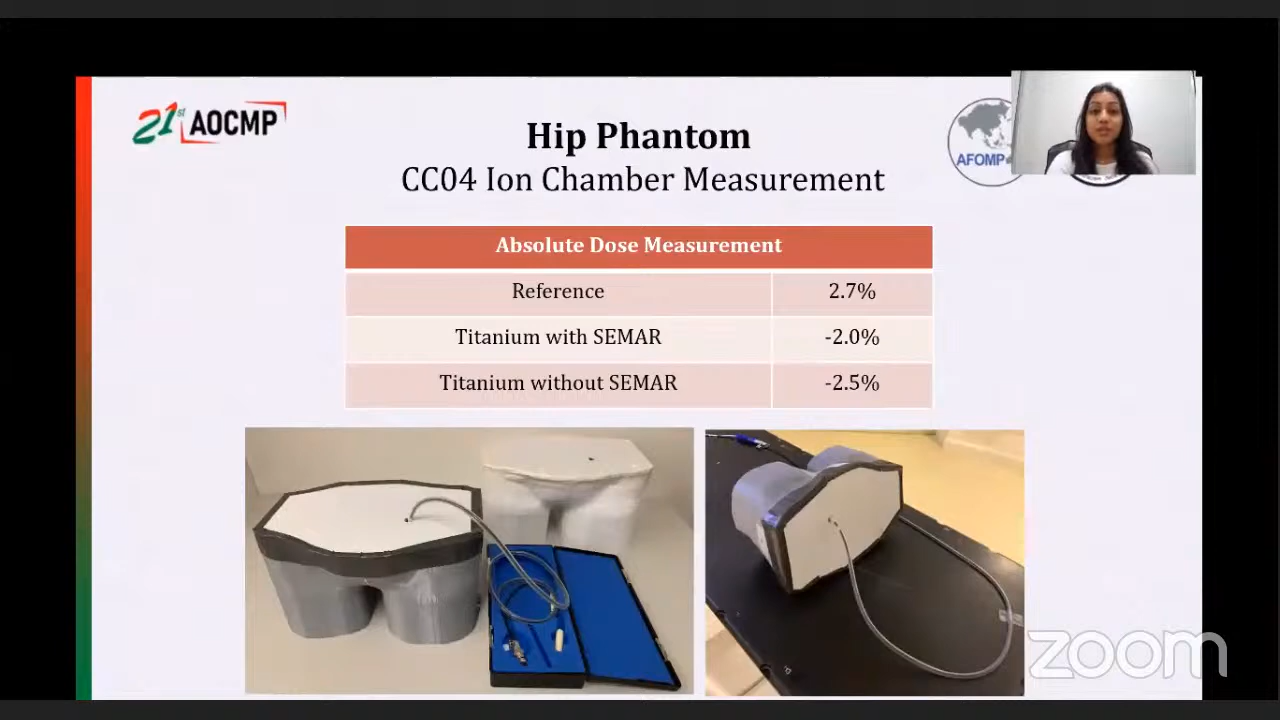 21st AOCMP
Hip Phantom
CC04 Ion Chamber Measurement
AFOMP
Absolute Dose Measurement
Reference 2.7%
Titanium with SEMAR -2.0%
Titanium without SEMAR -2.5%
zoom